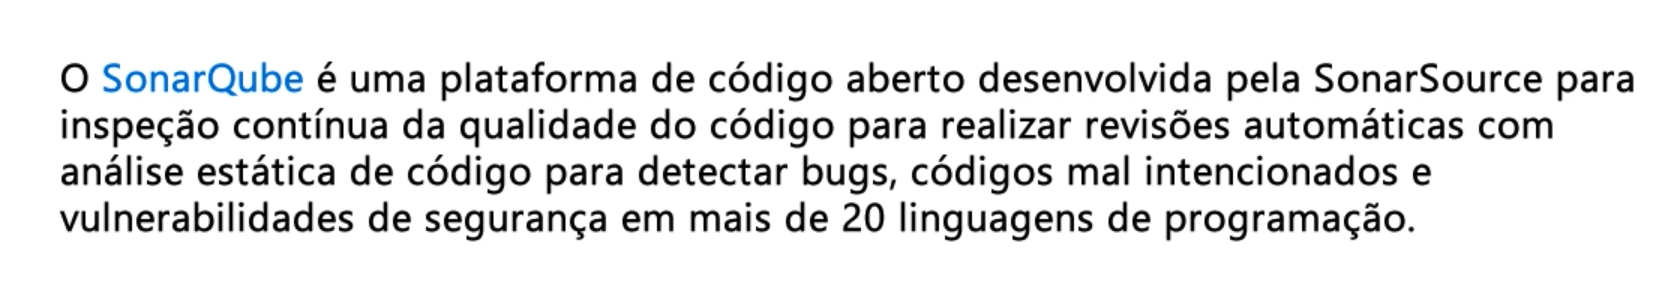 O SonarQube é uma plataforma de código aberto desenvolvida pela SonarSource para
inspeção contínua da qualidade do código para realizar revisões automáticas com
análise estática de código para detectar bugs, códigos mal intencionados e
vulnerabilidades de segurança em mais de 20 linguagens de programação.